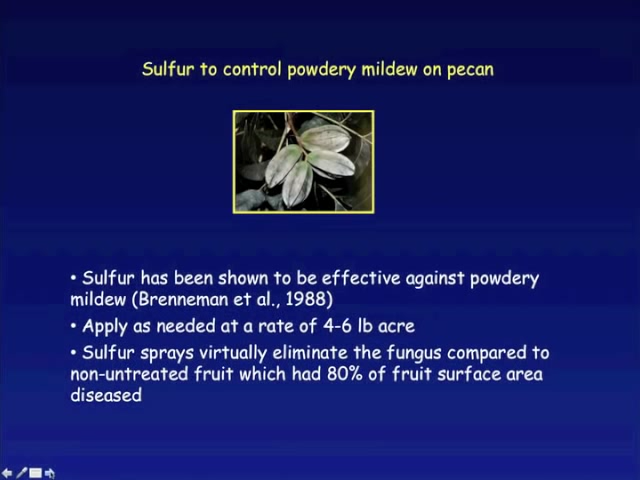 Sulfur to control powdery mildew on pecan
• Sulfur has been shown to be effective against powdery
mildew (Brenneman et al., 1988)
• Apply as needed at a rate of 4-6 lb acre
• Sulfur sprays virtually eliminate the fungus compared to
non-untreated fruit which had 80% of fruit surface area
diseased